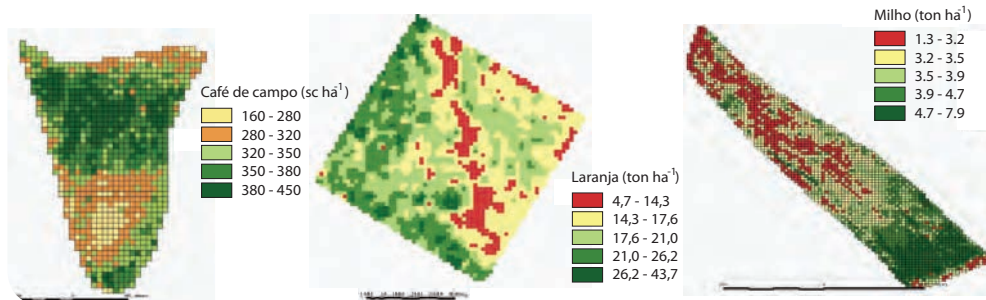 Café de campo (sc ha⁻¹)
160 - 280
280 - 320
320 - 350
350 - 380
380 - 450
Laranja (ton ha⁻¹)
4,7 - 14,3
14,3 - 17,6
17,6 - 21,0
21,0 - 26,2
26,2 - 43,7
Milho (ton ha⁻¹)
1.3 - 3.2
3.2 - 3.5
3.5 - 3.9
3.9 - 4.7
4.7 - 7.9